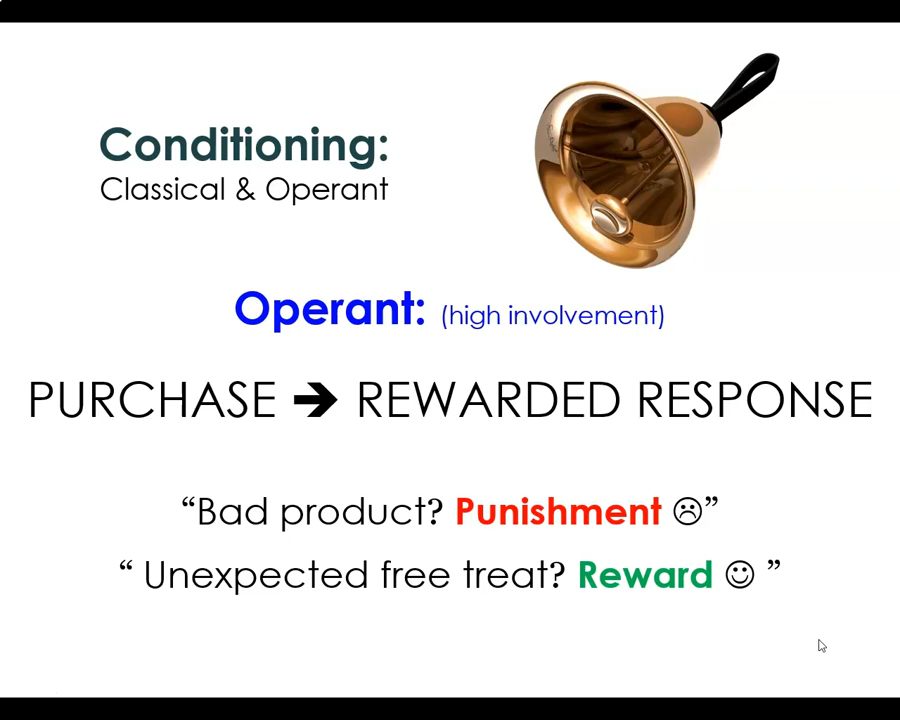 Conditioning:
Classical & Operant
Operant: (high involvement)
PURCHASE ➔ REWARDED RESPONSE
“Bad product? Punishment ☹”
“ Unexpected free treat? Reward ☺ ”